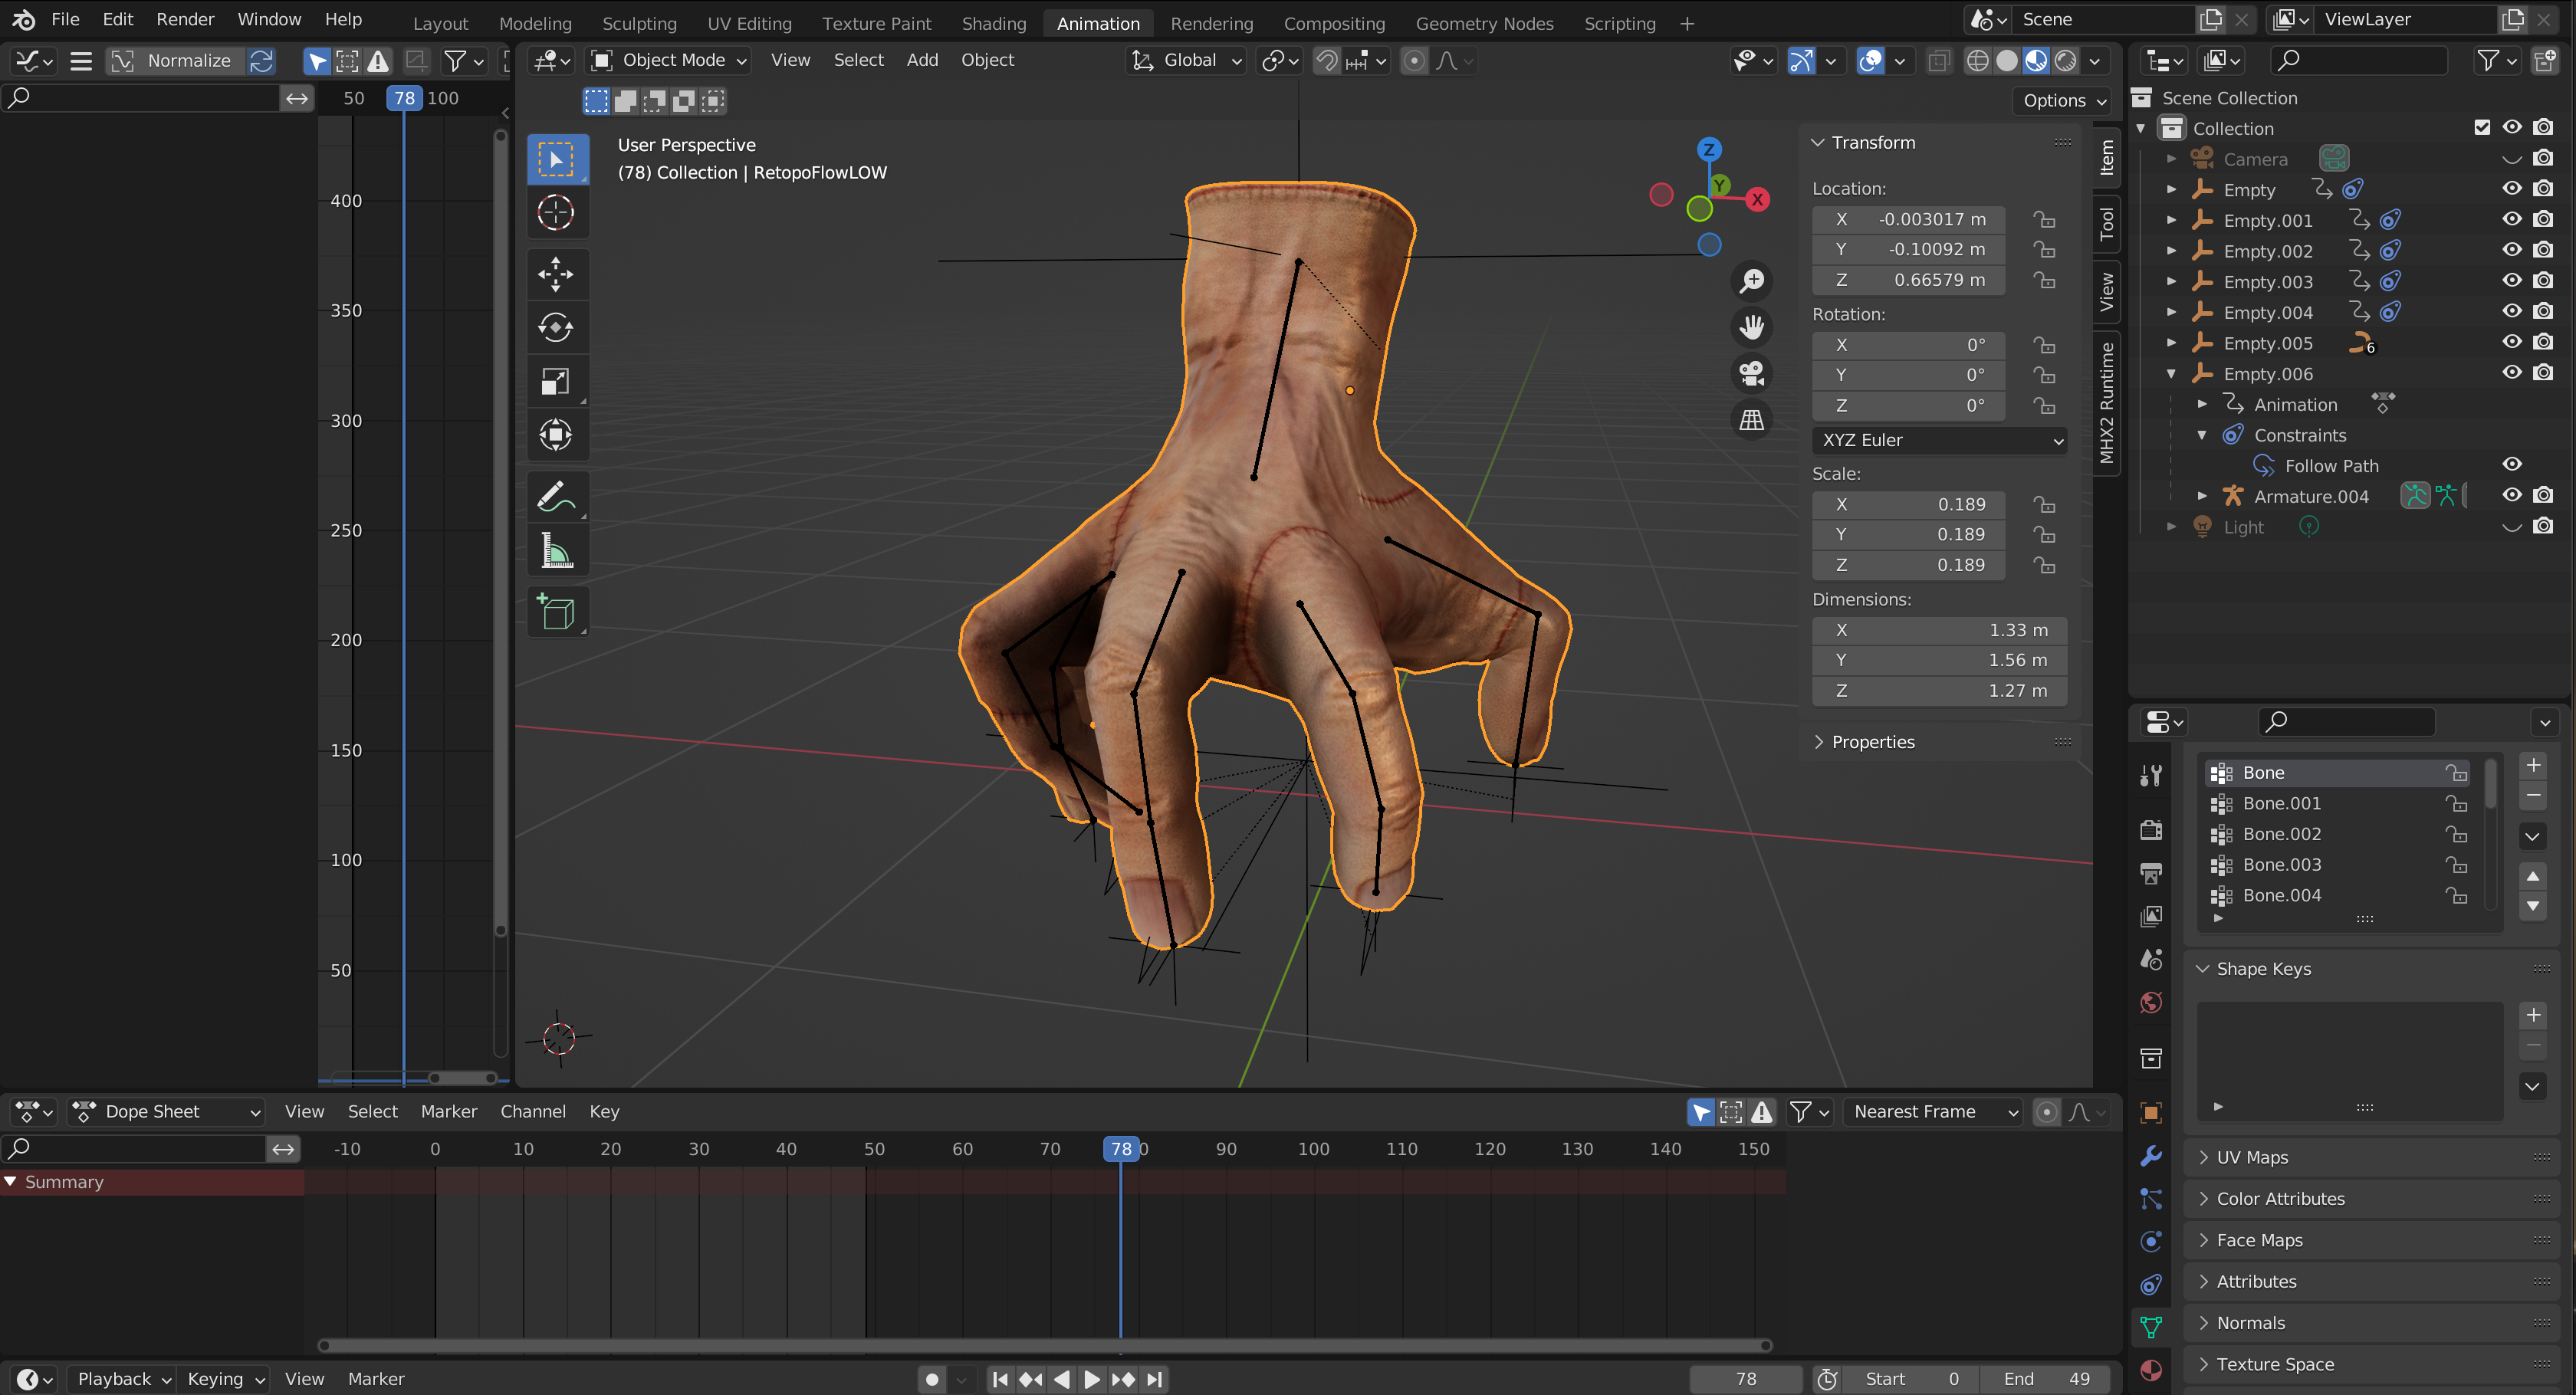 File Edit Render Window Help
Layout Modeling Sculpting UV Editing Texture Paint Shading Animation Rendering Compositing Geometry Nodes Scripting +
Scene
ViewLayer
Normalize
50 78 100
400
350
300
250
200
150
100
50
Object Mode View Select Add Object
Global
Options
User Perspective
(78) Collection | RetopoFlowLOW
Z
Y
X
Transform
Location:
X -0.003017 m
Y -0.10092 m
Z 0.66579 m
Rotation:
X 0°
Y 0°
Z 0°
XYZ Euler
Scale:
X 0.189
Y 0.189
Z 0.189
Dimensions:
X 1.33 m
Y 1.56 m
Z 1.27 m
Properties
Item
Tool
View
MHX2 Runtime
Scene Collection
Collection
Camera
Empty
Empty.001
Empty.002
Empty.003
Empty.004
Empty.005 6
Empty.006
Animation
Constraints
Follow Path
Armature.004
Light
Bone
Bone.001
Bone.002
Bone.003
Bone.004
Shape Keys
UV Maps
Color Attributes
Face Maps
Attributes
Normals
Texture Space
Dope Sheet View Select Marker Channel Key
Nearest Frame
-10 0 10 20 30 40 50 60 70 78 0 90 100 110 120 130 140 150
Summary
Playback Keying View Marker
78
Start 0
End 49